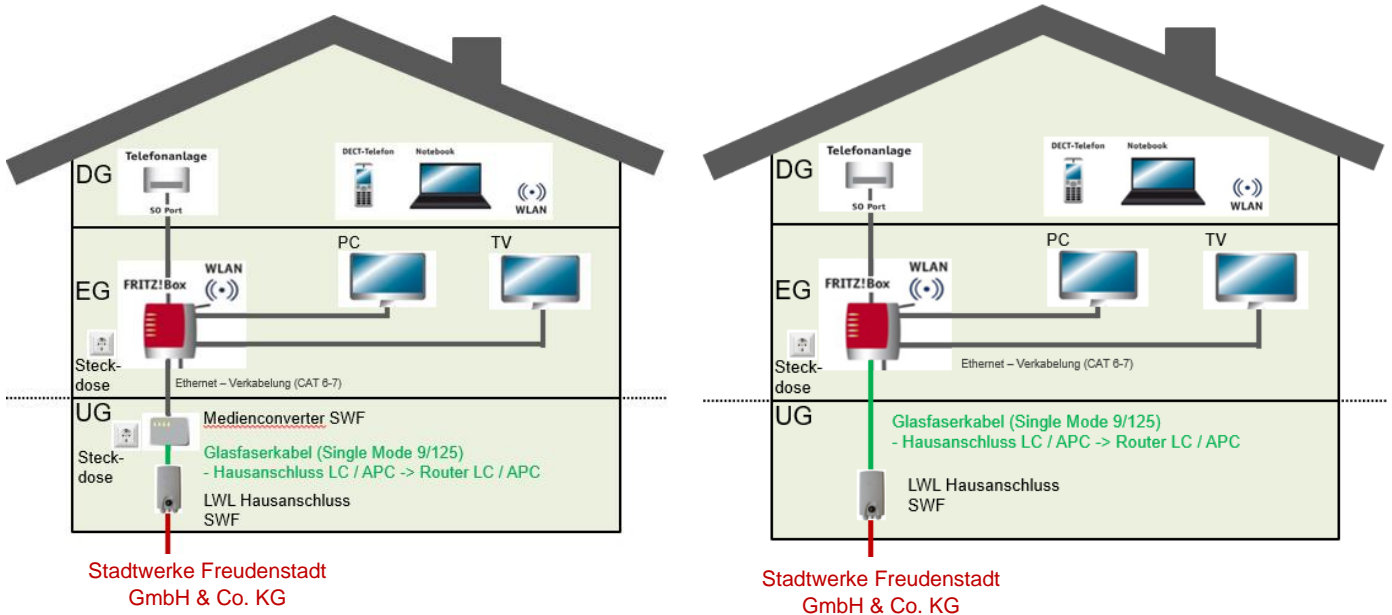 Telefonanlage
SO Port
DG
DECT-Telefon
Notebook
WLAN
PC
TV
WLAN
FRITZ!Box
EG
Steck-
dose
Ethernet – Verkabelung (CAT 6-7)
UG
Medienconverter SWF
Steck-
dose
Glasfaserkabel (Single Mode 9/125)
- Hausanschluss LC / APC -> Router LC / APC
LWL Hausanschluss
SWF
Stadtwerke Freudenstadt
GmbH & Co. KG
Telefonanlage
SO Port
DG
DECT-Telefon
Notebook
WLAN
PC
TV
WLAN
FRITZ!Box
EG
Steck-
dose
Ethernet – Verkabelung (CAT 6-7)
UG
Glasfaserkabel (Single Mode 9/125)
- Hausanschluss LC / APC -> Router LC / APC
LWL Hausanschluss
SWF
Stadtwerke Freudenstadt
GmbH & Co. KG